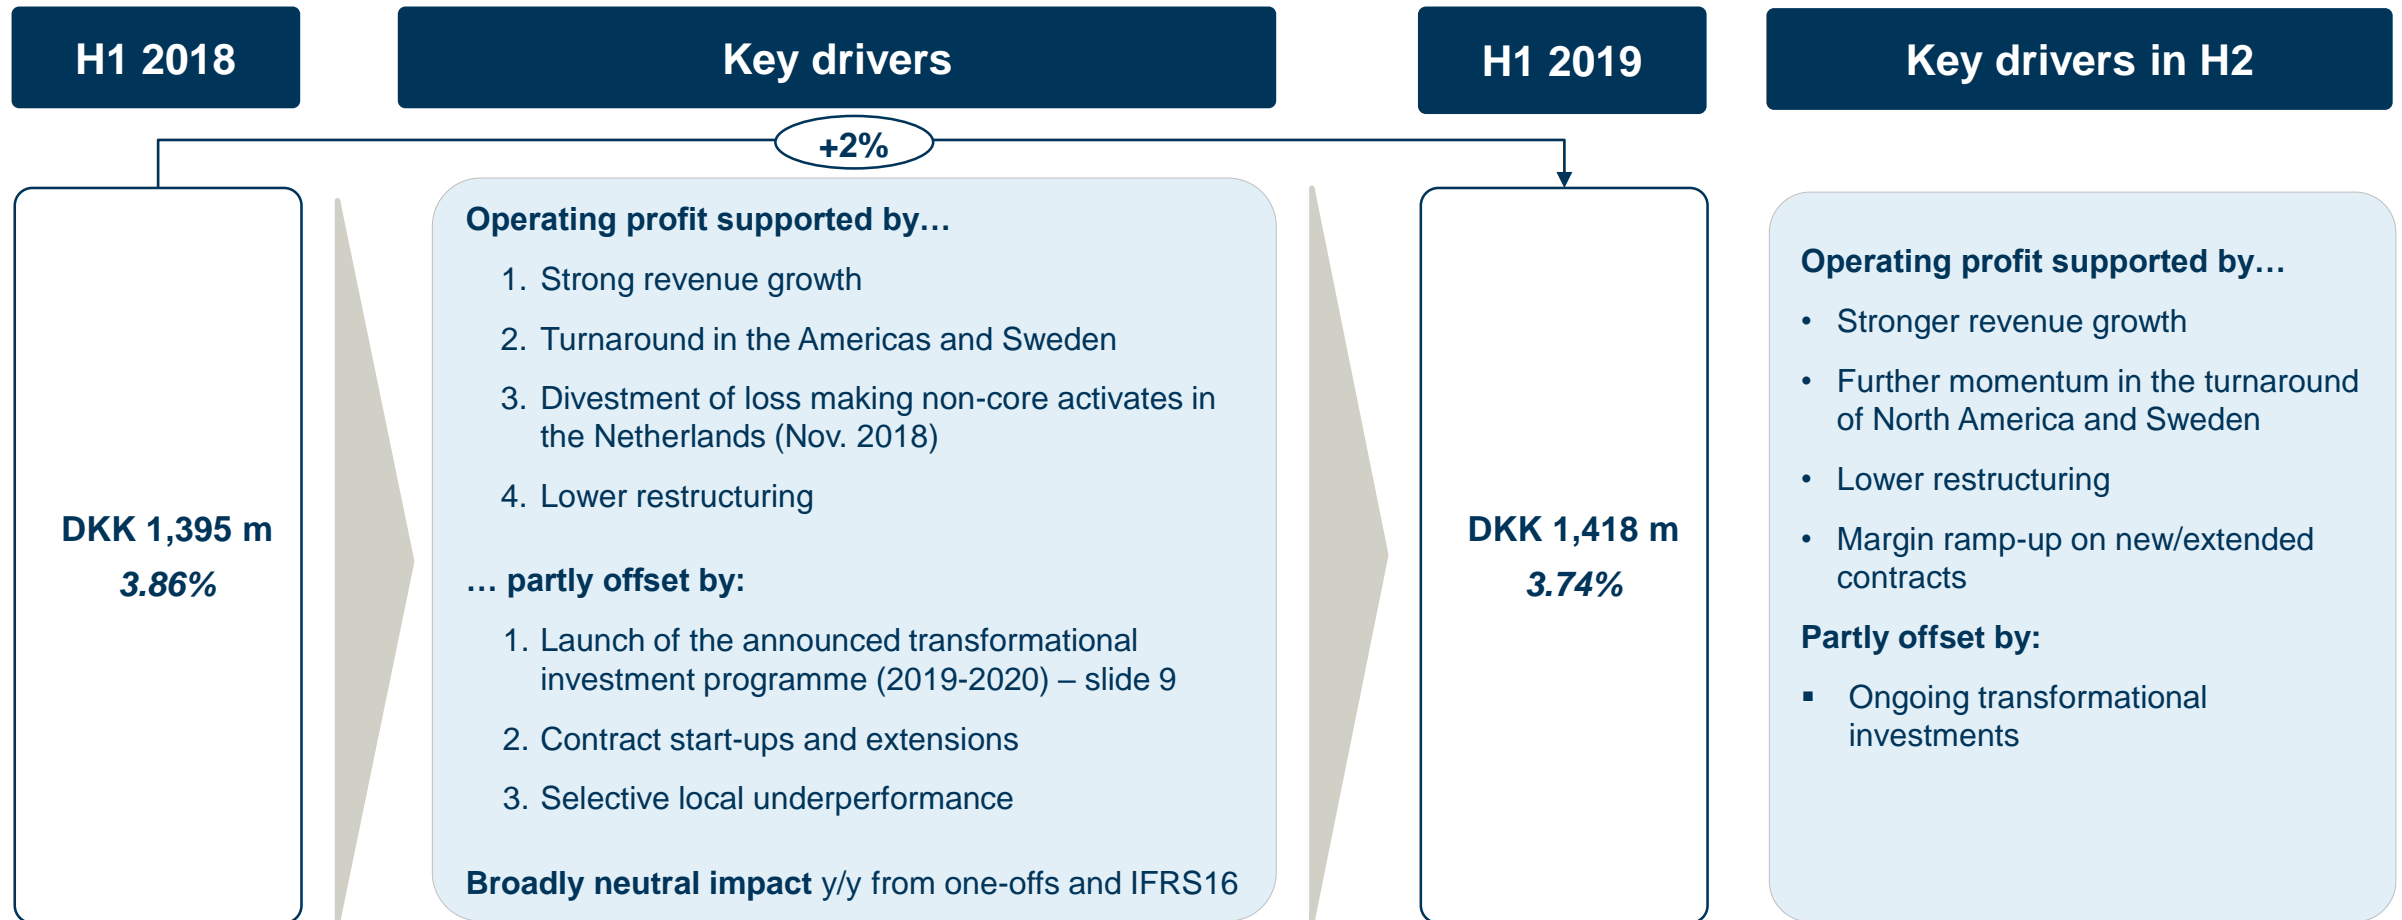 H1 2018
Key drivers
H1 2019
Key drivers in H2
+2%
DKK 1,395 m
3.86%
Operating profit supported by…
1. Strong revenue growth
2. Turnaround in the Americas and Sweden
3. Divestment of loss making non-core activates in
the Netherlands (Nov. 2018)
4. Lower restructuring
… partly offset by:
1. Launch of the announced transformational
investment programme (2019-2020) – slide 9
2. Contract start-ups and extensions
3. Selective local underperformance
Broadly neutral impact y/y from one-offs and IFRS16
DKK 1,418 m
3.74%
Operating profit supported by…
• Stronger revenue growth
• Further momentum in the turnaround
of North America and Sweden
• Lower restructuring
• Margin ramp-up on new/extended
contracts
Partly offset by:
▪ Ongoing transformational
investments